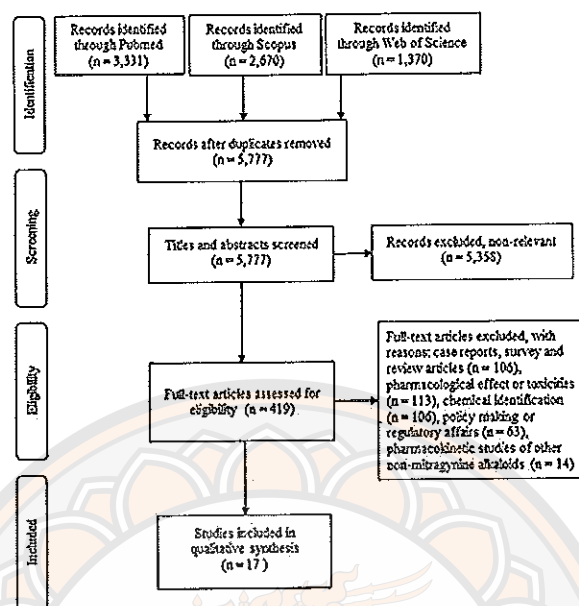 Identification
Records identified
through Pubmed
(n = 3,331)
Records identified
through Scopus
(n = 2,670)
Records identified
through Web of Science
(n = 1,370)
Records after duplicates removed
(n = 5,777)
Screening
Titles and abstracts screened
(n = 5,777)
Records excluded, non-relevant
(n = 5,358)
Eligibility
Full-text articles assessed for
eligibility (n = 419)
Full-text articles excluded, with
reasons: case reports, survey and
review articles (n = 106),
pharmacological effect or toxicities
(n = 113), chemical identification
(n = 106), policy making or
regulatory affairs (n = 63),
pharmacokinetic studies of other
non-mitragynine alkaloids (n = 14)
Included
Studies included in
qualitative synthesis
(n = 17)